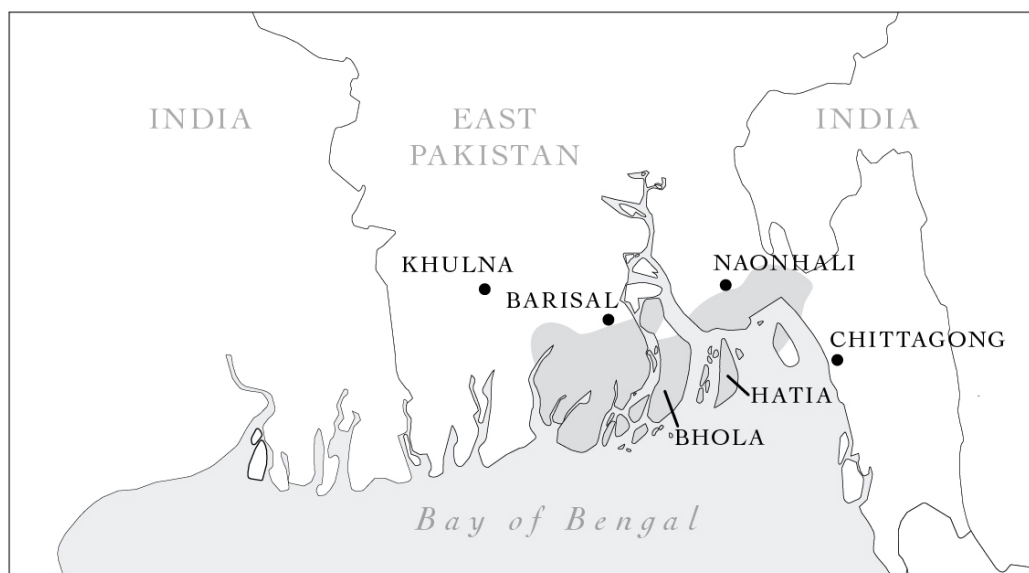 INDIA
EAST
PAKISTAN
INDIA
KHULNA
NAONHALI
BARISAL
CHITTAGONG
HATIA
BHOLA
Bay of Bengal